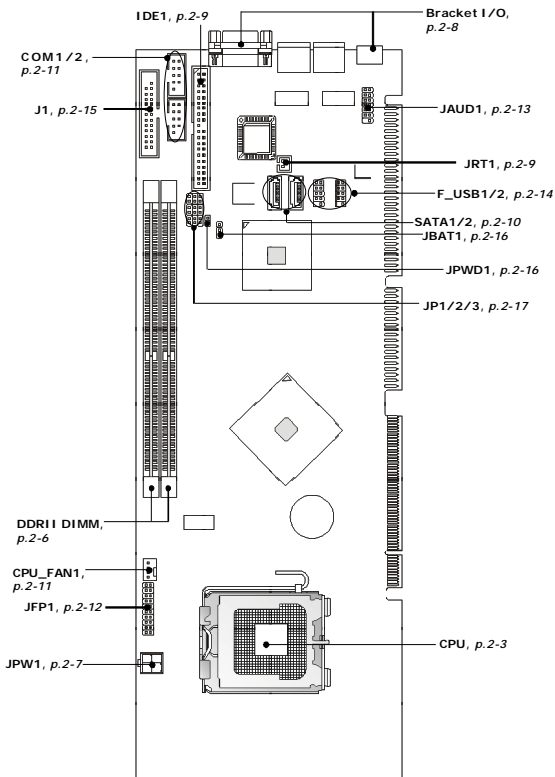 IDE1, p.2-9
Bracket I/O,
p.2-8
COM1/2,
p.2-11
J1, p.2-15
JAUD1, p.2-13
JRT1, p.2-9
F_USB1/2, p.2-14
SATA1/2, p.2-10
JBAT1, p.2-16
JPWD1, p.2-16
JP1/2/3, p.2-17
DDRII DIMM,
p.2-6
CPU_FAN1,
p.2-11
JFP1, p.2-12
CPU, p.2-3
JPW1, p.2-7